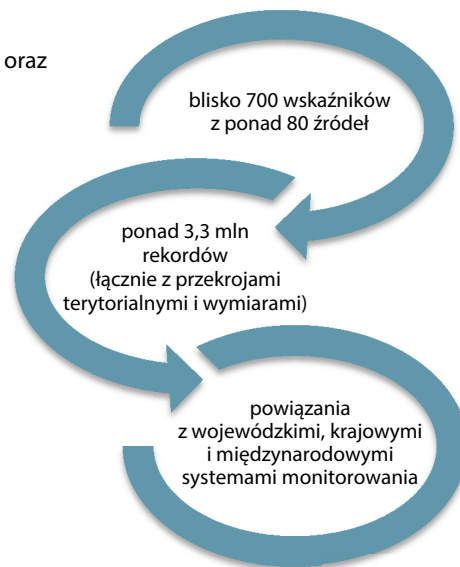 oraz
blisko 700 wskaźników
z ponad 80 źródeł
ponad 3,3 mln
rekordów
(łącznie z przekrojami
terytorialnymi i wymiarami)
powiązania
z wojewódzkimi, krajowymi
i międzynarodowymi
systemami monitorowania